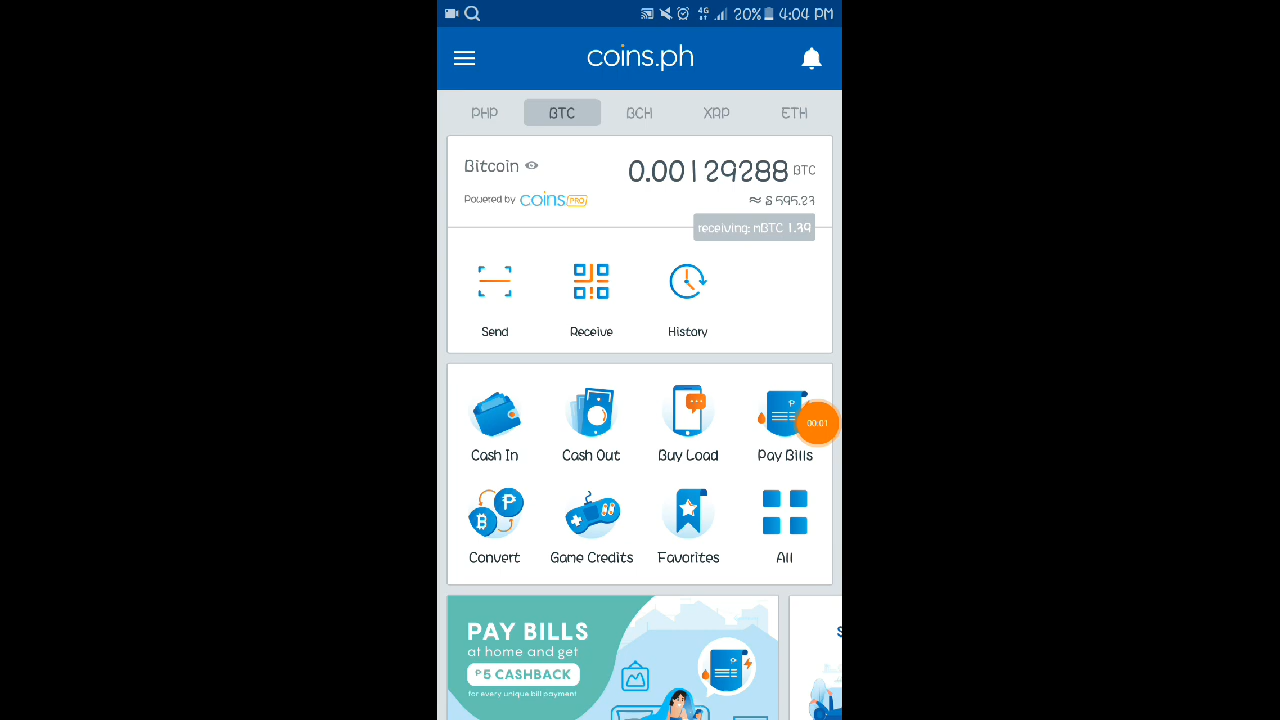 4G 20% 4:04 PM
coins.ph
PHP BTC BCH XRP ETH
Bitcoin 0.00129288 BTC
Powered by coins PRO ≈ $ 595.23
receiving: mBTC 1.39
Send Receive History
00:01
Cash In Cash Out Buy Load Pay Bills
Convert Game Credits Favorites All
PAY BILLS
at home and get
₱5 CASHBACK
for every unique bill payment